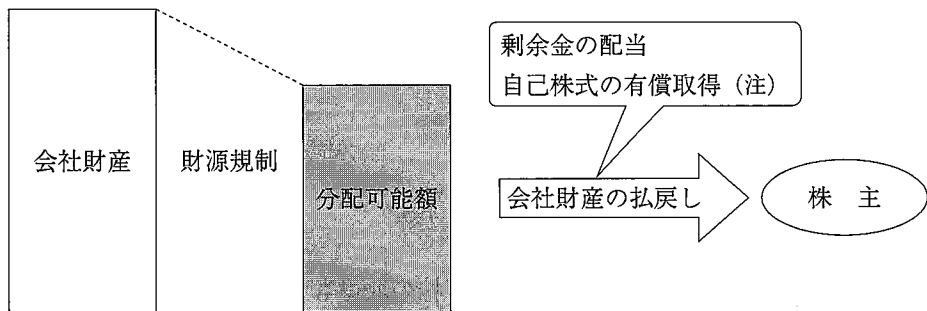 剰余金の配当
自己株式の有償取得（注）
会社財産
財源規制
分配可能額
会社財産の払戻し
株　主